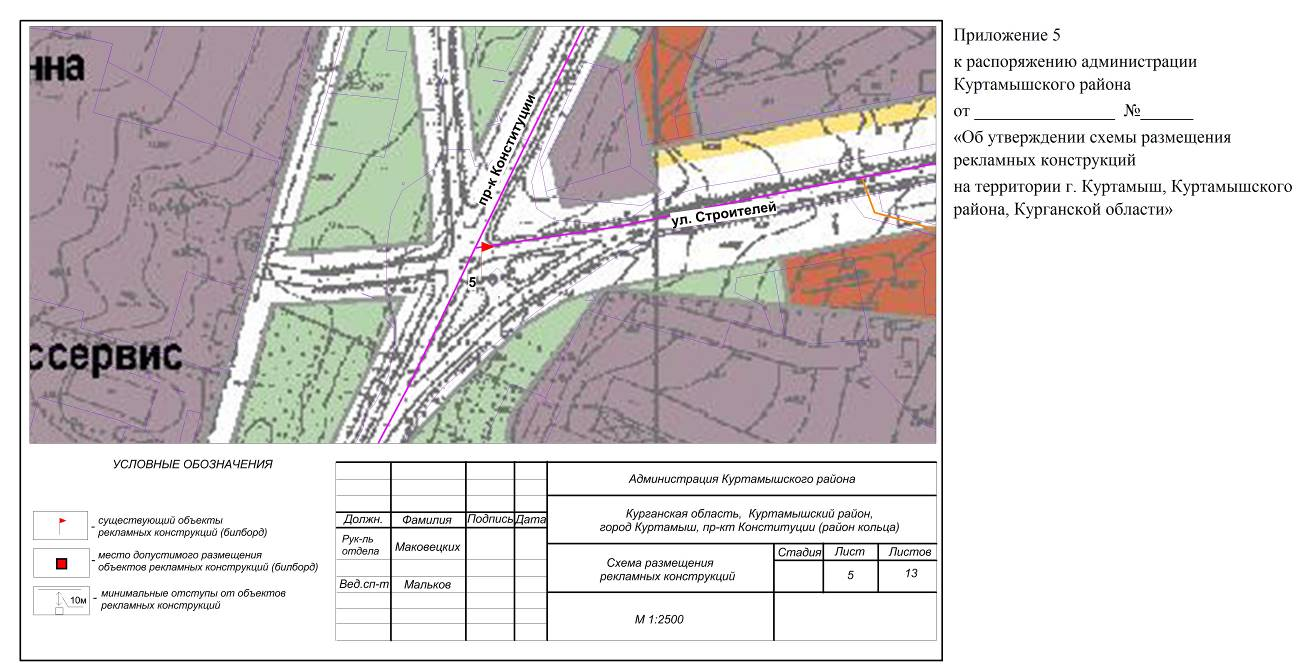 нна
пр-к Конституции
ул. Строителей
5
ссервис
Приложение 5
к распоряжению администрации
Куртамышского района
от ________________ №______
«Об утверждении схемы размещения
рекламных конструкций
на территории г. Куртамыш, Куртамышского
района, Курганской области»
УСЛОВНЫЕ ОБОЗНАЧЕНИЯ
- существующий объекты
рекламных конструкций (билборд)
- место допустимого размещения
объектов рекламных конструкций (билборд)
10м - минимальные отступы от объектов
рекламных конструкций
Должн. Фамилия Подпись Дата
Рук-ль
отдела Маковецких
Вед.сп-т Мальков
Администрация Куртамышского района
Курганская область, Куртамышский район,
город Куртамыш, пр-кт Конституции (район кольца)
Схема размещения
рекламных конструкций
Стадия Лист Листов
5 13
М 1:2500